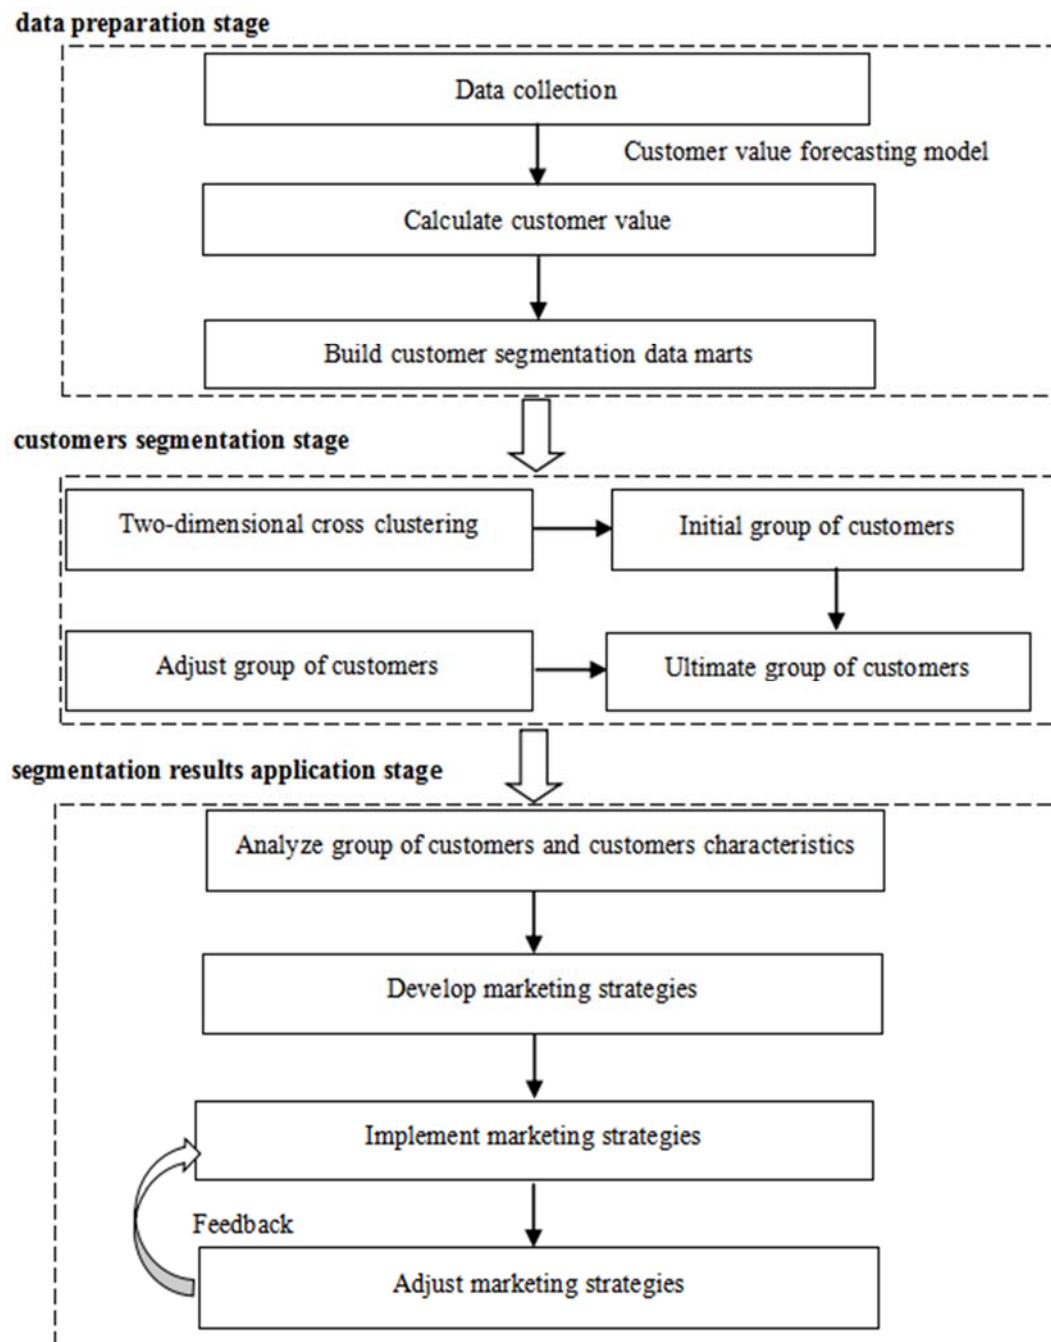 data preparation stage
Data collection
Customer value forecasting model
Calculate customer value
Build customer segmentation data marts
customers segmentation stage
Two-dimensional cross clustering
Initial group of customers
Adjust group of customers
Ultimate group of customers
segmentation results application stage
Analyze group of customers and customers characteristics
Develop marketing strategies
Implement marketing strategies
Feedback
Adjust marketing strategies